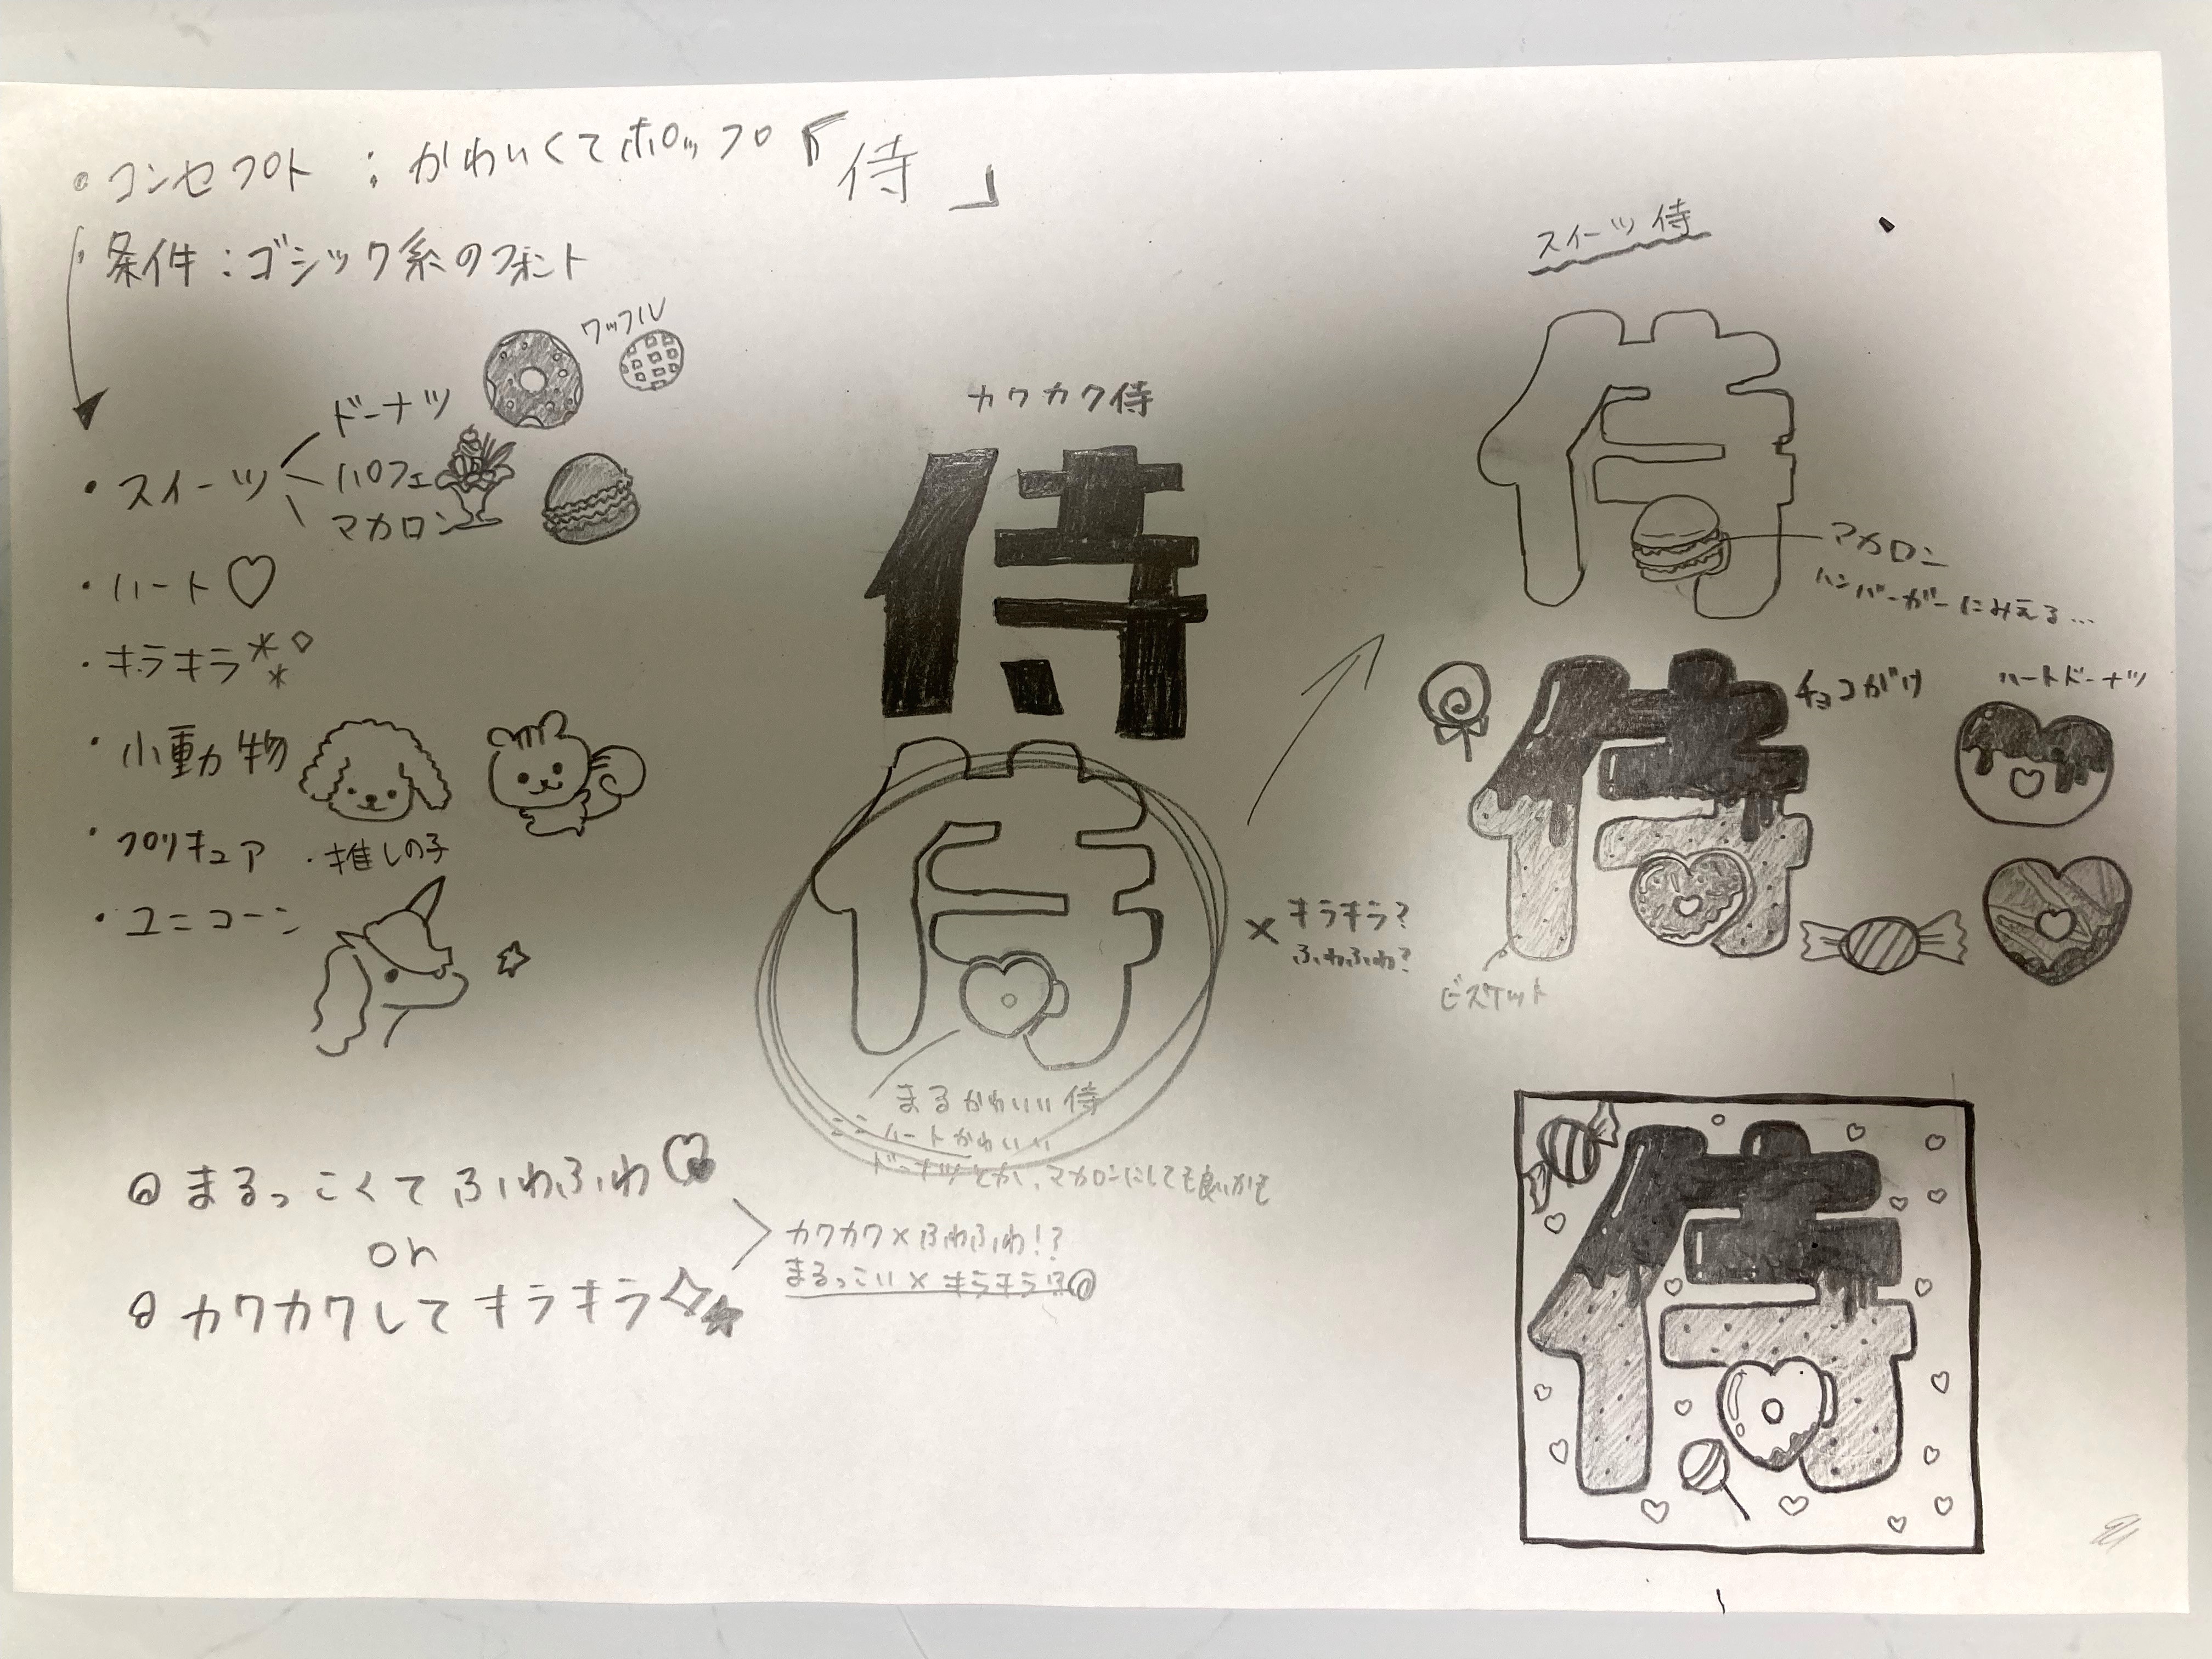 ・コンセプト：かわいくてポップ「侍」
・条件：ゴシック系のフォント
ワッフル
・スイーツ
ドーナツ
パフェ
マカロン
・ハート♡
・キラキラ
・小動物
・プリキュア ・推しの子
・ユニコーン
◎まるっこくてふわふわ
or
◎カクカクしてキラキラ
カクカク×ふわふわ!?
まるっこい×キラキラ!?◎
カクカク侍
侍
侍
まるかわいい侍
ここハートかわいい
ドーナツとか、マカロンにしても良いかも
×キラキラ?
ふわふわ?
スイーツ侍
侍
マカロン
ハンバーガーにみえる…
侍
チョコがけ
ハートドーナツ
ビスケット
侍